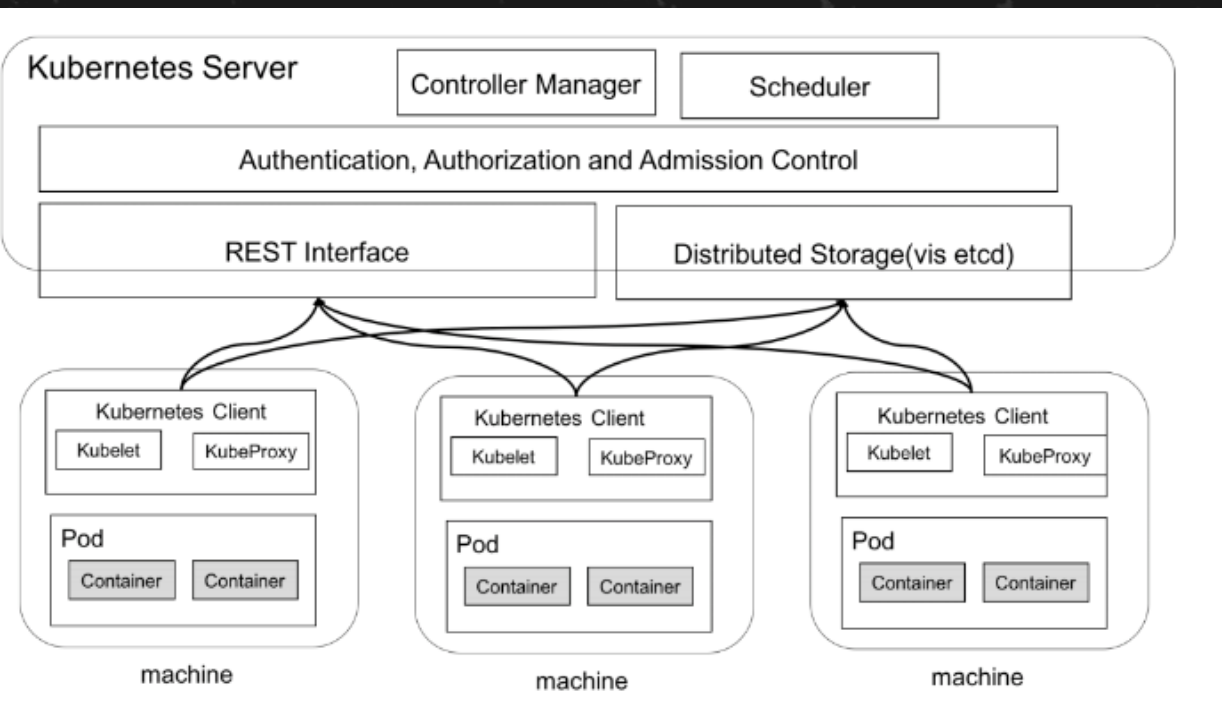 Kubernetes Server
Controller Manager
Scheduler
Authentication, Authorization and Admission Control
REST Interface
Distributed Storage(vis etcd)
Kubernetes Client
Kubelet
KubeProxy
Pod
Container
Container
machine
Kubernetes Client
Kubelet
KubeProxy
Pod
Container
Container
machine
Kubernetes Client
Kubelet
KubeProxy
Pod
Container
Container
machine